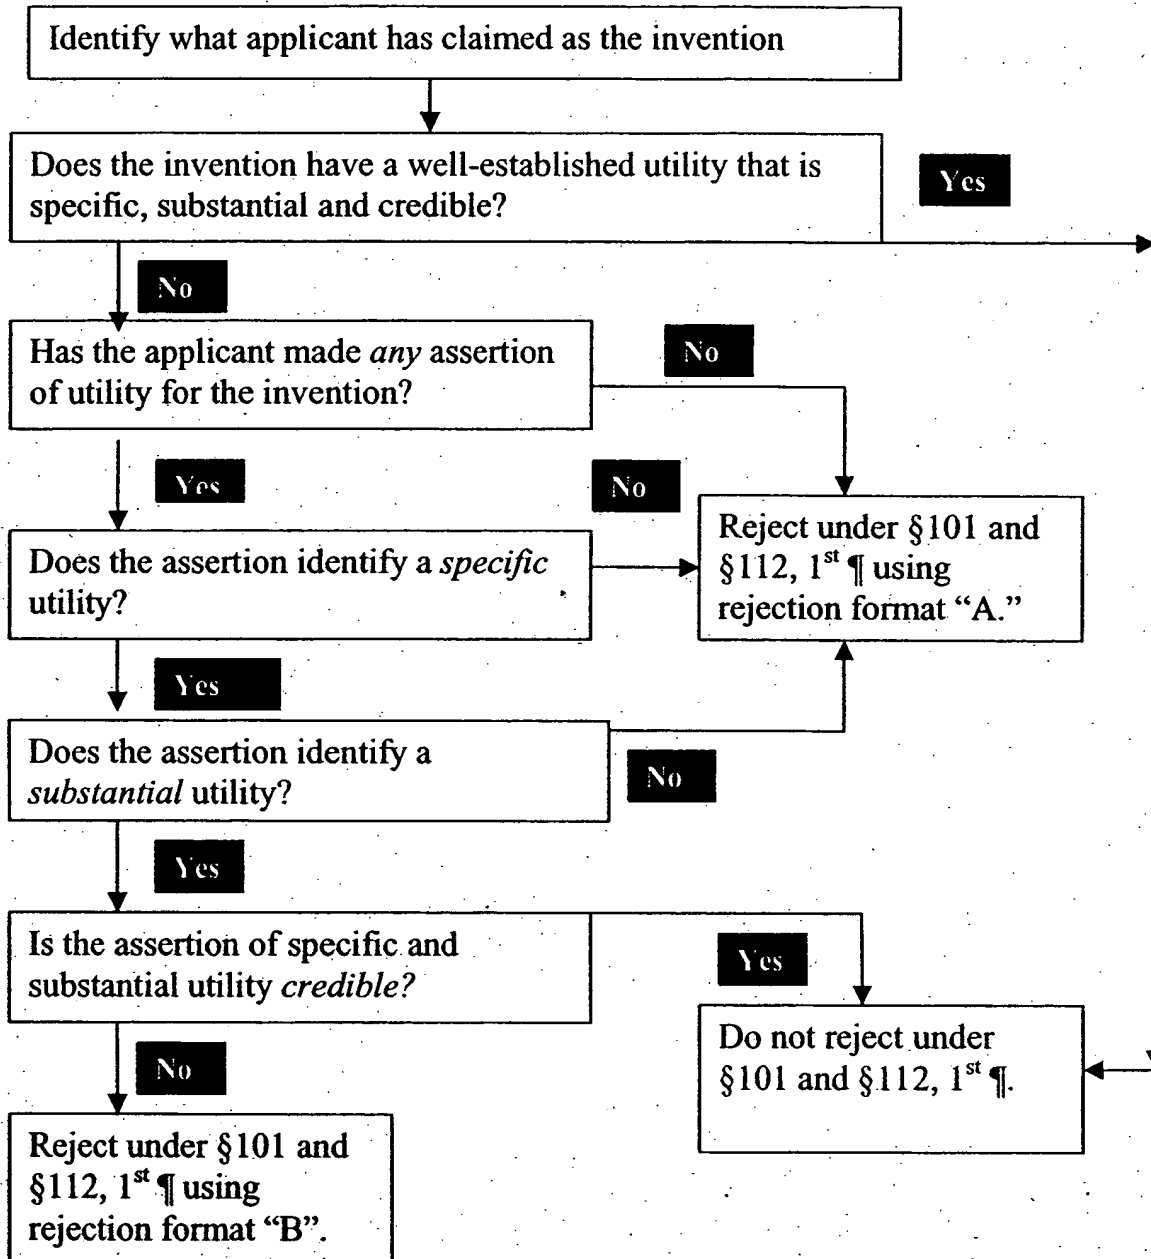 Identify what applicant has claimed as the invention
Does the invention have a well-established utility that is
specific, substantial and credible?
Yes
No
Has the applicant made any assertion
of utility for the invention?
No
Yes
No
Does the assertion identify a specific
utility?
Reject under §101 and
§112, 1st ¶ using
rejection format “A.”
Yes
Does the assertion identify a
substantial utility?
No
Yes
Is the assertion of specific and
substantial utility credible?
Yes
Do not reject under
§101 and §112, 1st ¶.
No
Reject under §101 and
§112, 1st ¶ using
rejection format “B”.